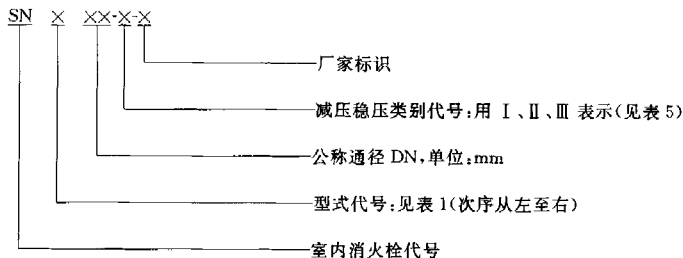 SN × ××-×-×
厂家标识
减压稳压类别代号:用 Ⅰ、Ⅱ、Ⅲ 表示(见表 5)
公称通径 DN,单位:mm
型式代号:见表 1(次序从左至右)
室内消火栓代号